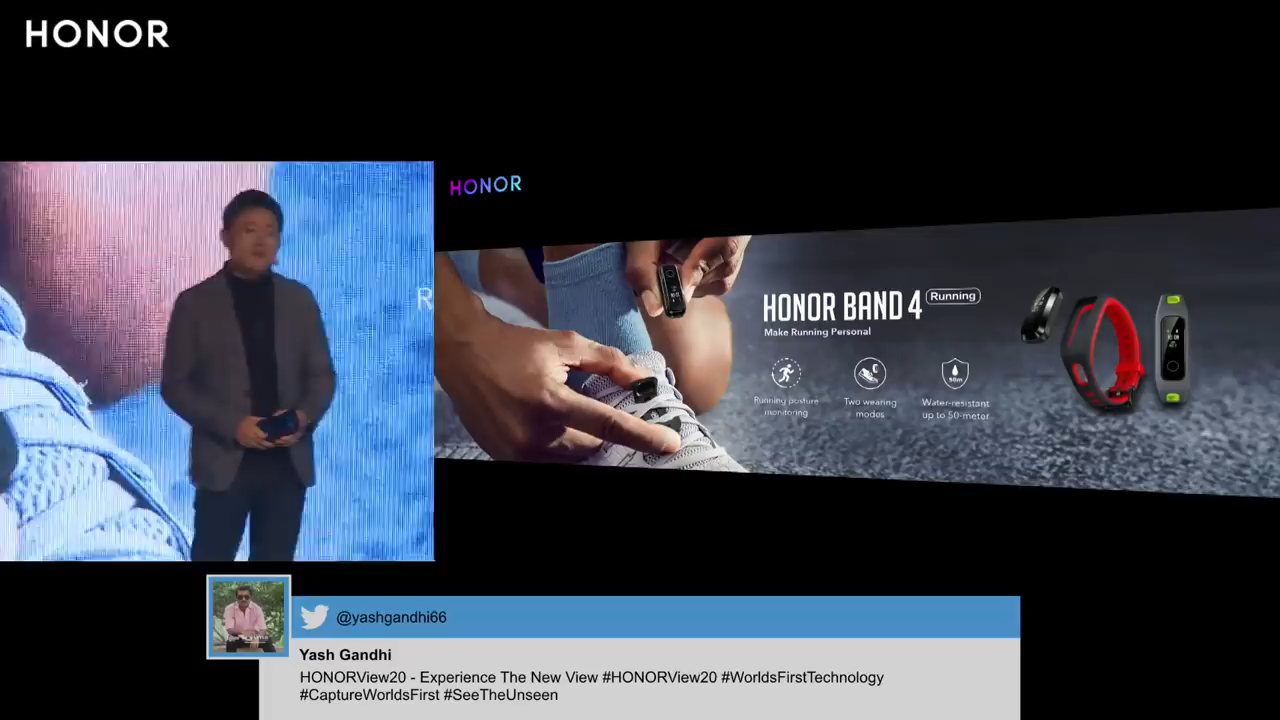 HONOR
HONOR
R
HONOR BAND 4 Running
Make Running Personal
Running posture
monitoring
Two wearing
modes
50m
Water-resistant
up to 50-meter
@yashgandhi66
Yash Gandhi
HONORView20 - Experience The New View #HONORView20 #WorldsFirstTechnology
#CaptureWorldsFirst #SeeTheUnseen